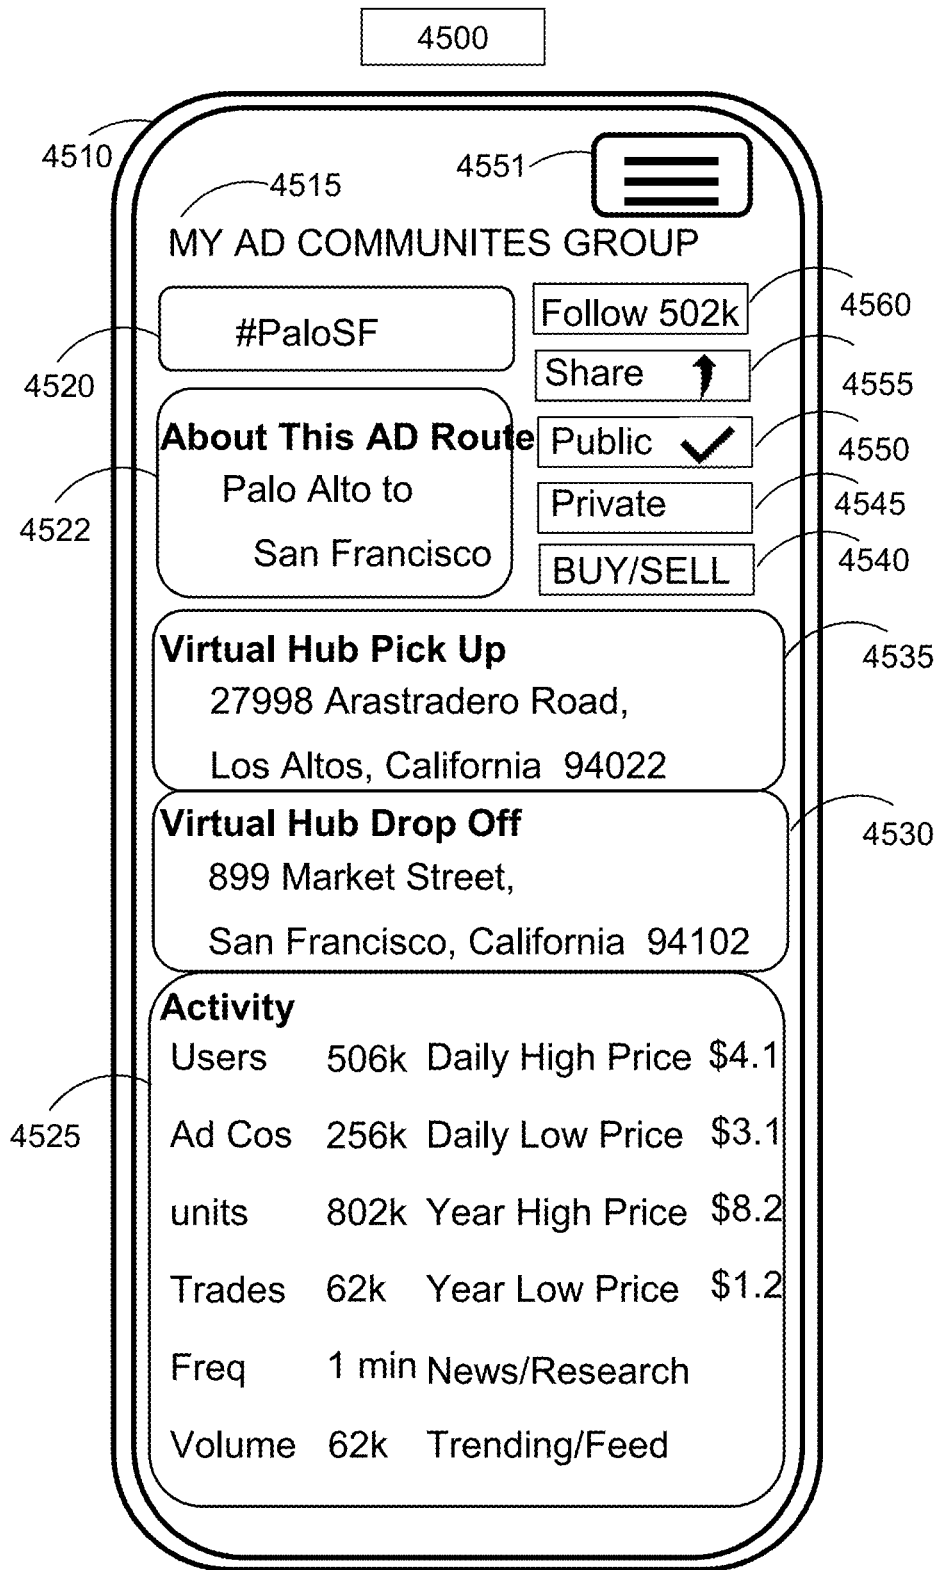 4500
4510
4551
4515
MY AD COMMUNITES GROUP
#PaloSF
Follow 502k
4560
4520
Share
4555
About This AD Route
Public
4550
Palo Alto to
Private
4545
4522
San Francisco
BUY/SELL
4540
Virtual Hub Pick Up
4535
27998 Arastradero Road,
Los Altos, California 94022
Virtual Hub Drop Off
4530
899 Market Street,
San Francisco, California 94102
Activity
Users 506k Daily High Price $4.1
4525
Ad Cos 256k Daily Low Price $3.1
units 802k Year High Price $8.2
Trades 62k Year Low Price $1.2
Freq 1 min News/Research
Volume 62k Trending/Feed